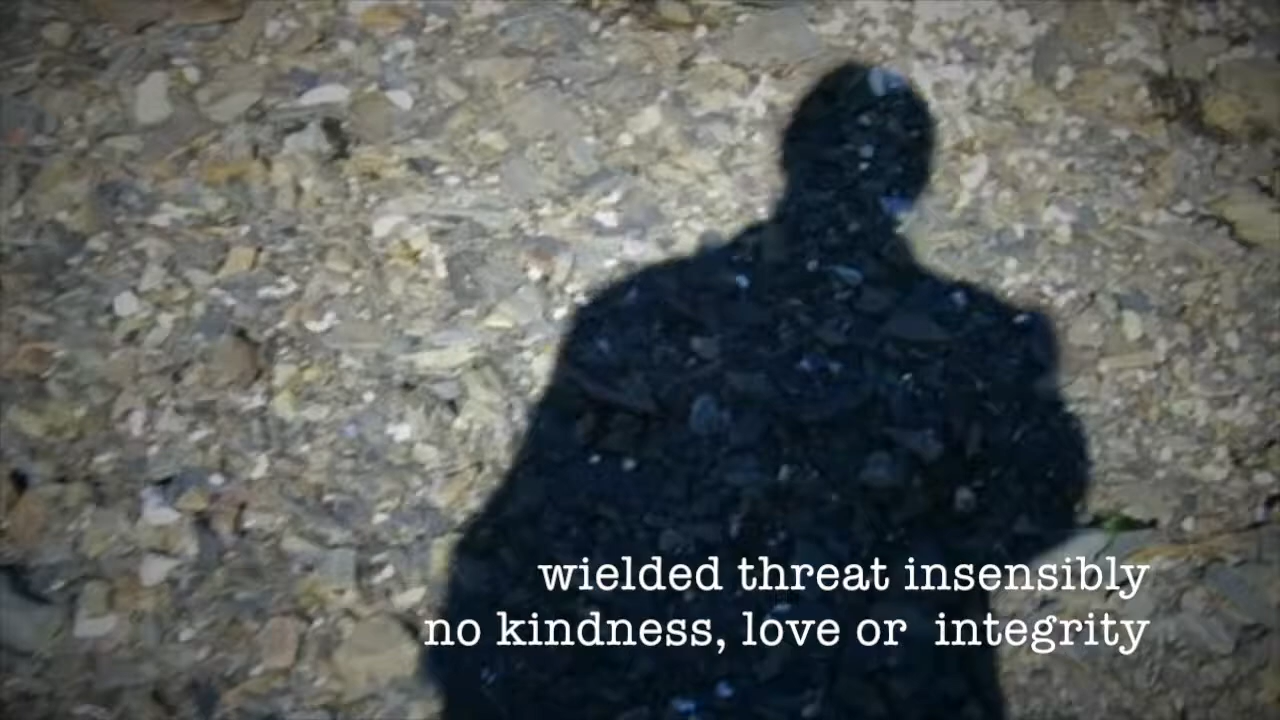 wielded threat insensibly
no kindness, love or  integrity